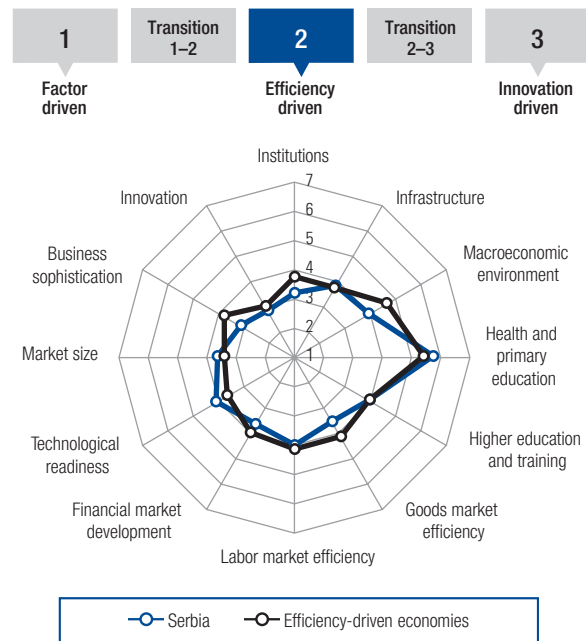 1
Transition
1–2
2
Transition
2–3
3
Factor
driven
Efficiency
driven
Innovation
driven
Institutions
Infrastructure
Macroeconomic
environment
Health and
primary
education
Higher education
and training
Goods market
efficiency
Labor market efficiency
Financial market
development
Technological
readiness
Market size
Business
sophistication
Innovation
7
6
5
4
3
2
1
Serbia
Efficiency-driven economies